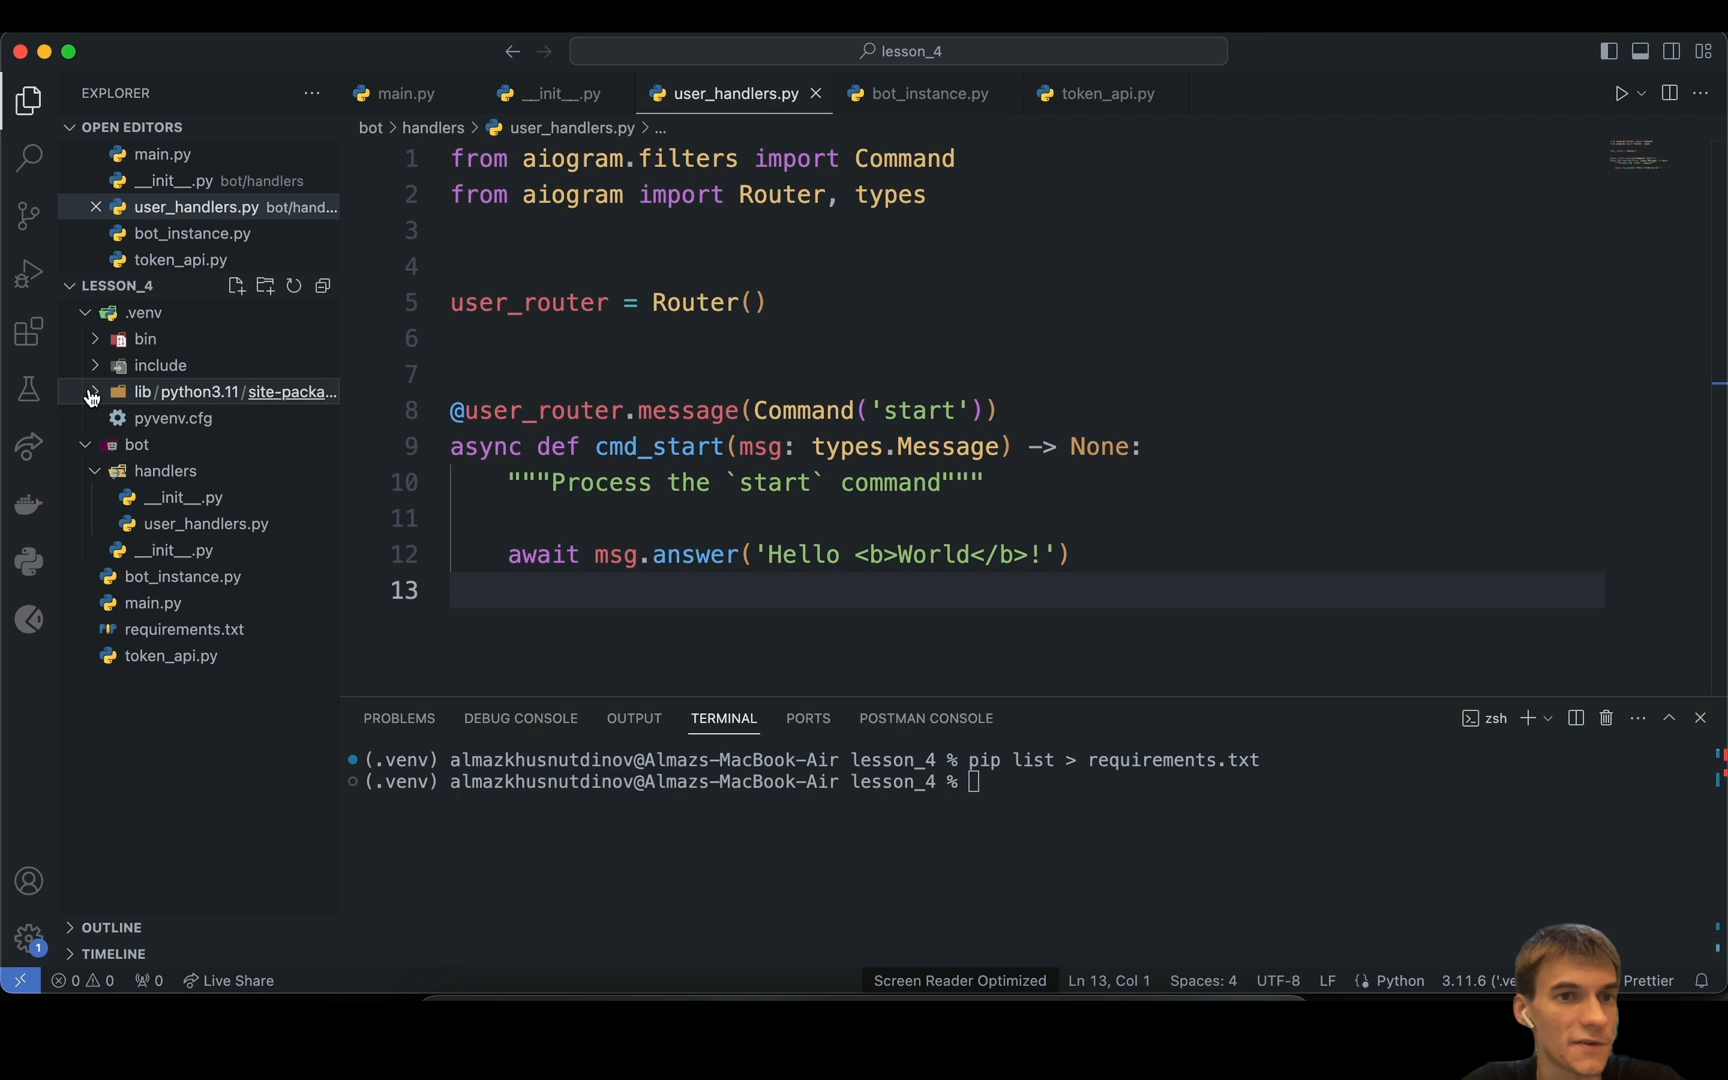 lesson_4
EXPLORER
OPEN EDITORS
main.py
__init__.py bot/handlers
user_handlers.py bot/hand...
bot_instance.py
token_api.py
LESSON_4
.venv
bin
include
lib/python3.11/site-packa...
pyvenv.cfg
bot
handlers
__init__.py
user_handlers.py
__init__.py
bot_instance.py
main.py
requirements.txt
token_api.py
OUTLINE
TIMELINE
main.py __init__.py user_handlers.py bot_instance.py token_api.py
bot > handlers > user_handlers.py > ...
1 from aiogram.filters import Command
2 from aiogram import Router, types
3
4
5 user_router = Router()
6
7
8 @user_router.message(Command('start'))
9 async def cmd_start(msg: types.Message) -> None:
10 """Process the `start` command"""
11
12 await msg.answer('Hello <b>World</b>!')
13
PROBLEMS DEBUG CONSOLE OUTPUT TERMINAL PORTS POSTMAN CONSOLE
zsh
(.venv) almazkhusnutdinov@Almazs-MacBook-Air lesson_4 % pip list > requirements.txt
(.venv) almazkhusnutdinov@Almazs-MacBook-Air lesson_4 %
1
0 0 0 Live Share Screen Reader Optimized Ln 13, Col 1 Spaces: 4 UTF-8 LF Python 3.11.6 ('.ve Prettier